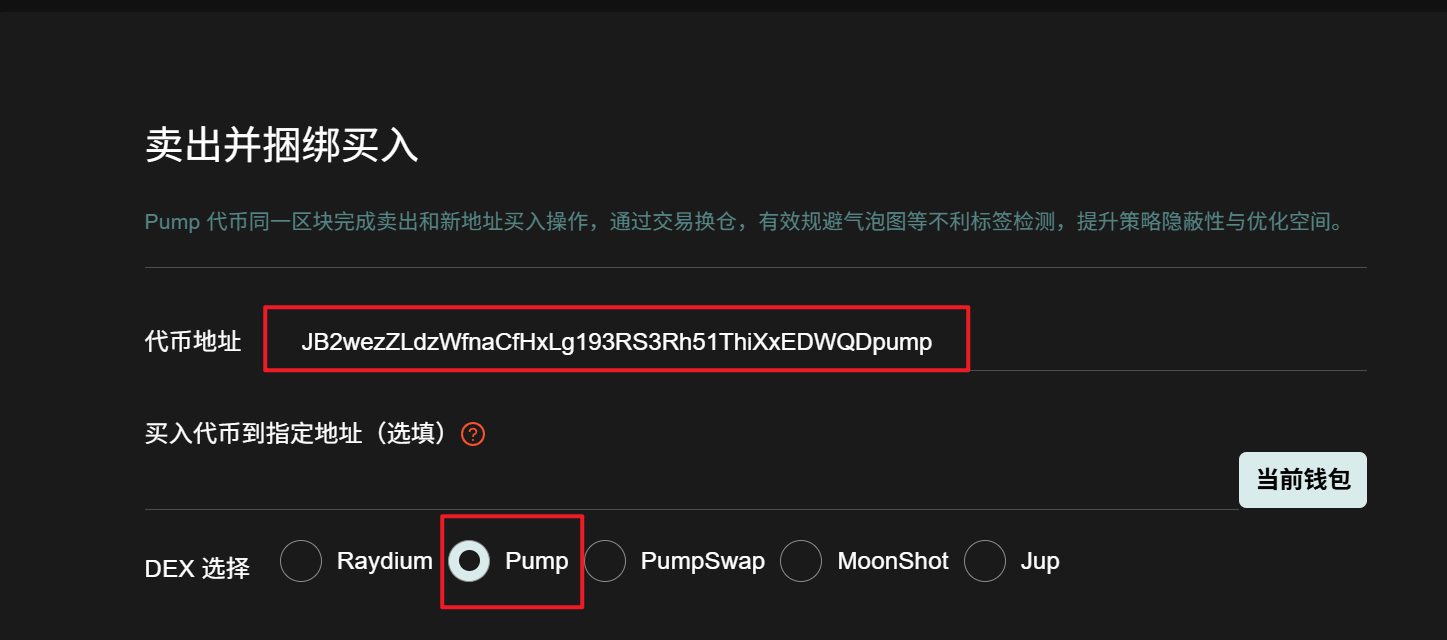 卖出并捆绑买入
Pump 代币同一区块完成卖出和新地址买入操作，通过交易换仓，有效规避气泡图等不利标签检测，提升策略隐蔽性与优化空间。
代币地址 JB2wezZLdzWfnaCfHxLg193RS3Rh51ThiXxEDWQDpump
买入代币到指定地址（选填） ?
当前钱包
DEX 选择 Raydium Pump PumpSwap MoonShot Jup